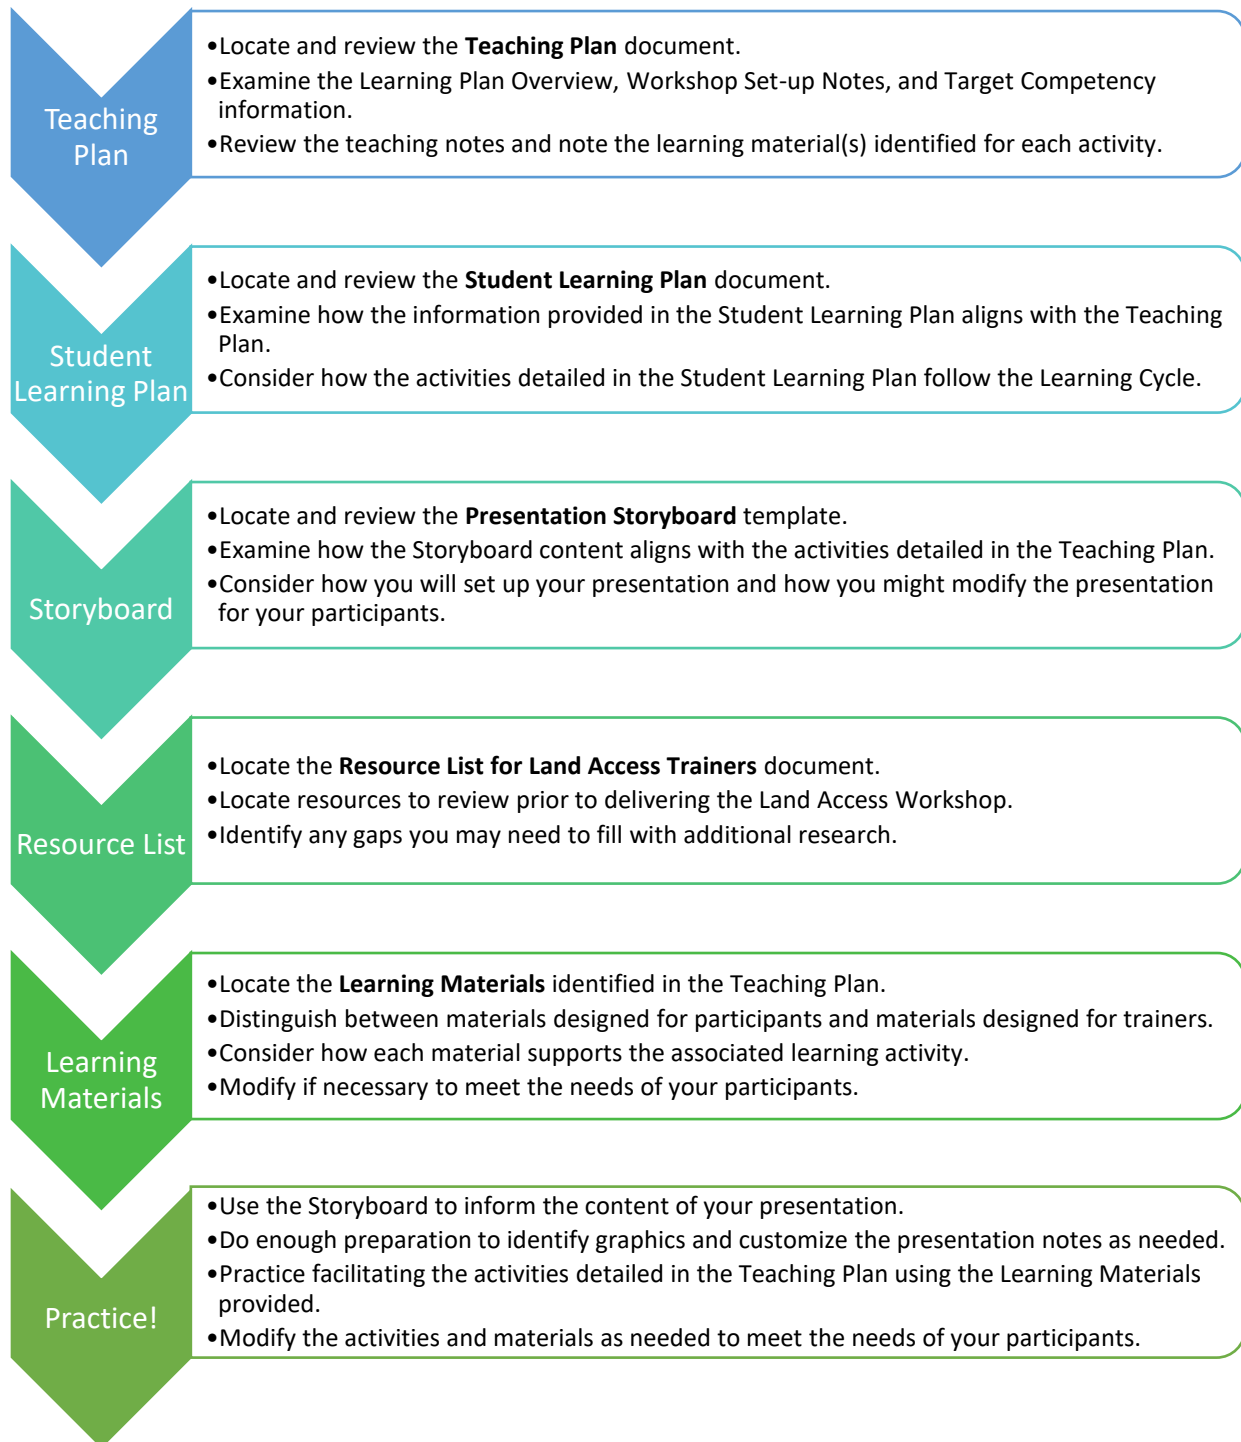 Teaching
Plan
•Locate and review the Teaching Plan document.
•Examine the Learning Plan Overview, Workshop Set-up Notes, and Target Competency
information.
•Review the teaching notes and note the learning material(s) identified for each activity.
Student
Learning Plan
•Locate and review the Student Learning Plan document.
•Examine how the information provided in the Student Learning Plan aligns with the Teaching
Plan.
•Consider how the activities detailed in the Student Learning Plan follow the Learning Cycle.
Storyboard
•Locate and review the Presentation Storyboard template.
•Examine how the Storyboard content aligns with the activities detailed in the Teaching Plan.
•Consider how you will set up your presentation and how you might modify the presentation
for your participants.
Resource List
•Locate the Resource List for Land Access Trainers document.
•Locate resources to review prior to delivering the Land Access Workshop.
•Identify any gaps you may need to fill with additional research.
Learning
Materials
•Locate the Learning Materials identified in the Teaching Plan.
•Distinguish between materials designed for participants and materials designed for trainers.
•Consider how each material supports the associated learning activity.
•Modify if necessary to meet the needs of your participants.
Practice!
•Use the Storyboard to inform the content of your presentation.
•Do enough preparation to identify graphics and customize the presentation notes as needed.
•Practice facilitating the activities detailed in the Teaching Plan using the Learning Materials
provided.
•Modify the activities and materials as needed to meet the needs of your participants.